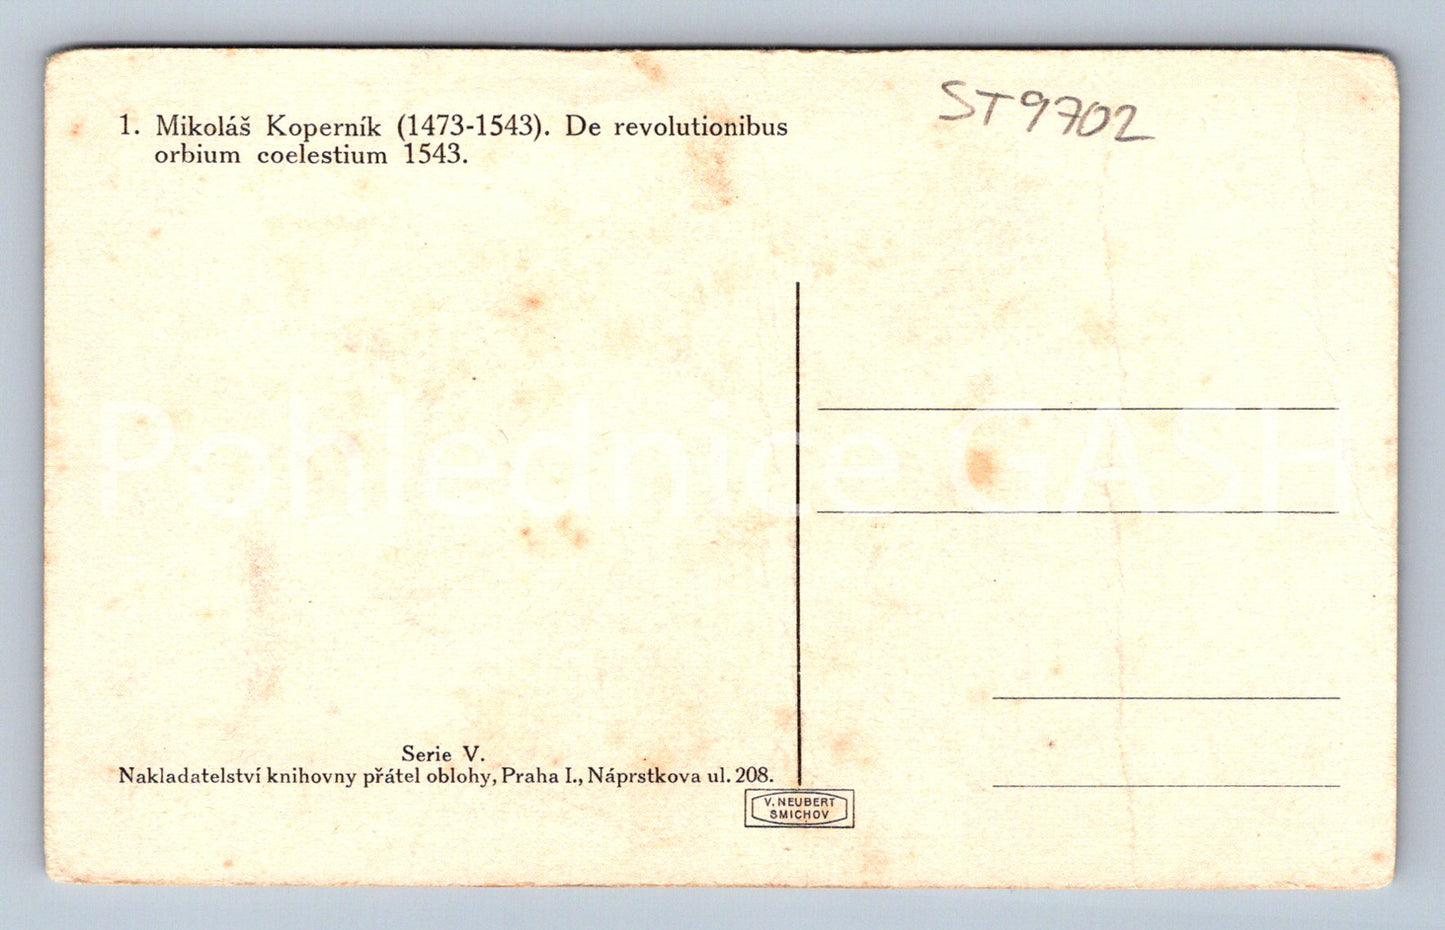 1. Mikoláš Koperník (1473-1543). De revolutionibus
orbium coelestium 1543.
ST9702
Pohlednice GASH
Serie V.
Nakladatelství knihovny přátel oblohy, Praha I., Náprstkova ul. 208.
V. NEUBERT
SMICHOV